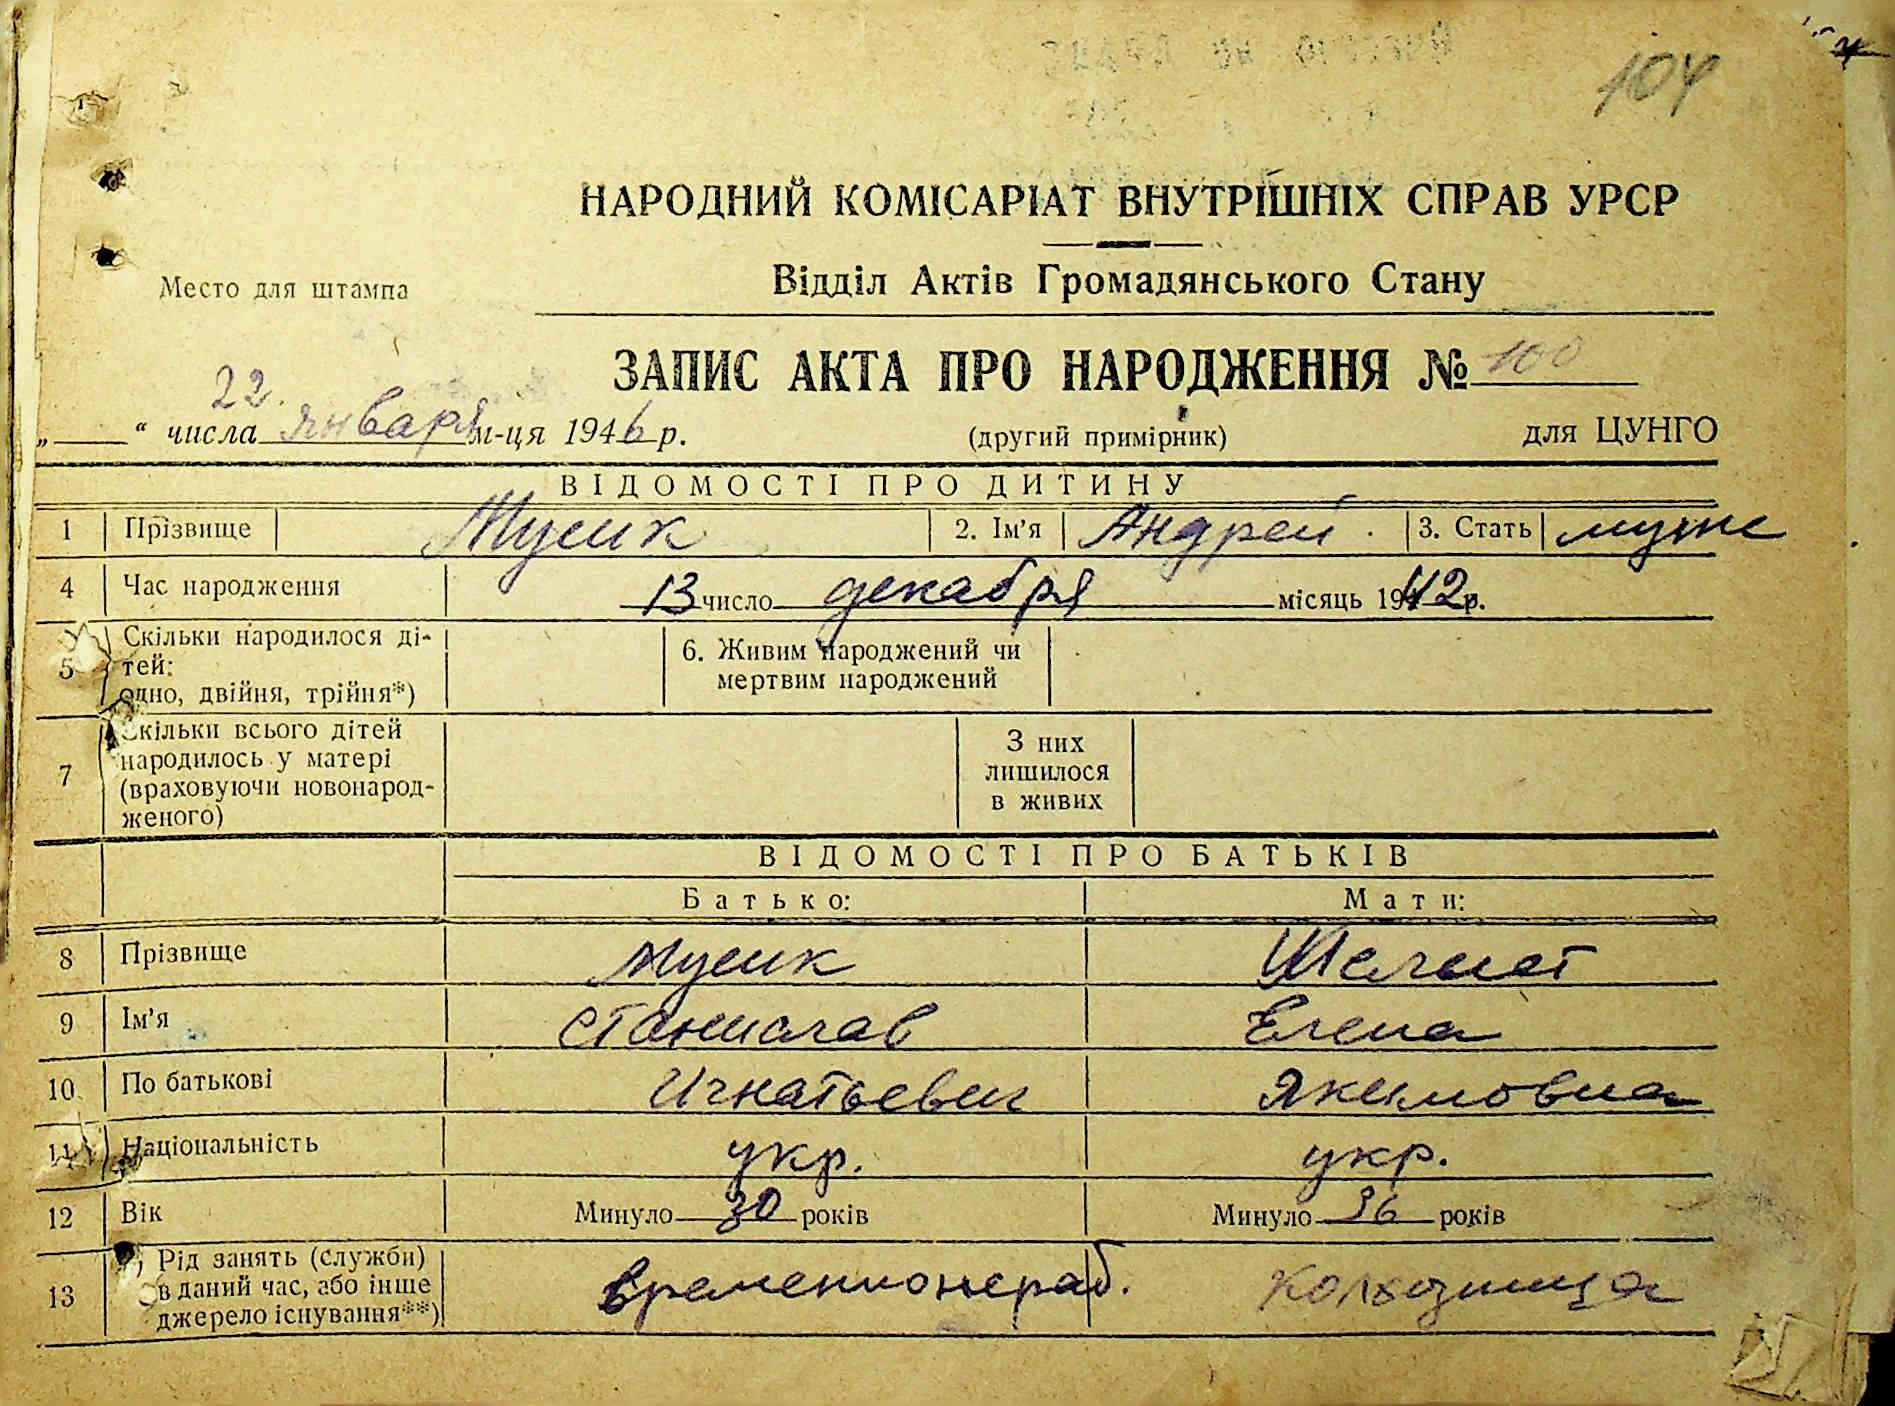 104
НАРОДНИЙ КОМІСАРІАТ ВНУТРІШНІХ СПРАВ УРСР
Место для штампа
Відділ Актів Громадянського Стану
ЗАПИС АКТА ПРО НАРОДЖЕННЯ № 100
22.
„ “ числа января м-ця 1946 р.
(другий примірник)
для ЦУНГО
ВІДОМОСТІ ПРО ДИТИНУ
1 Прізвище Мусик 2. Ім'я Андрей 3. Стать муж
4 Час народження 13 число декабря місяць 1942 р.
5 Скільки народилося ді-
тей:
одно, двійня, трійня*)
6. Живим народжений чи
мертвим народжений
7 Скільки всього дітей
народилось у матері
(враховуючи новонарод-
женого)
З них
лишилося
в живих
ВІДОМОСТІ ПРО БАТЬКІВ
Батько: Мати:
8 Прізвище Мусик
9 Ім'я Станислав Елена
10 По батькові Игнатьевич Якимовна
11 Національність укр. укр.
12 Вік Минуло 30 років Минуло 36 років
13 Рід занять (служби)
в даний час, або інше
джерело існування**)
колхозница